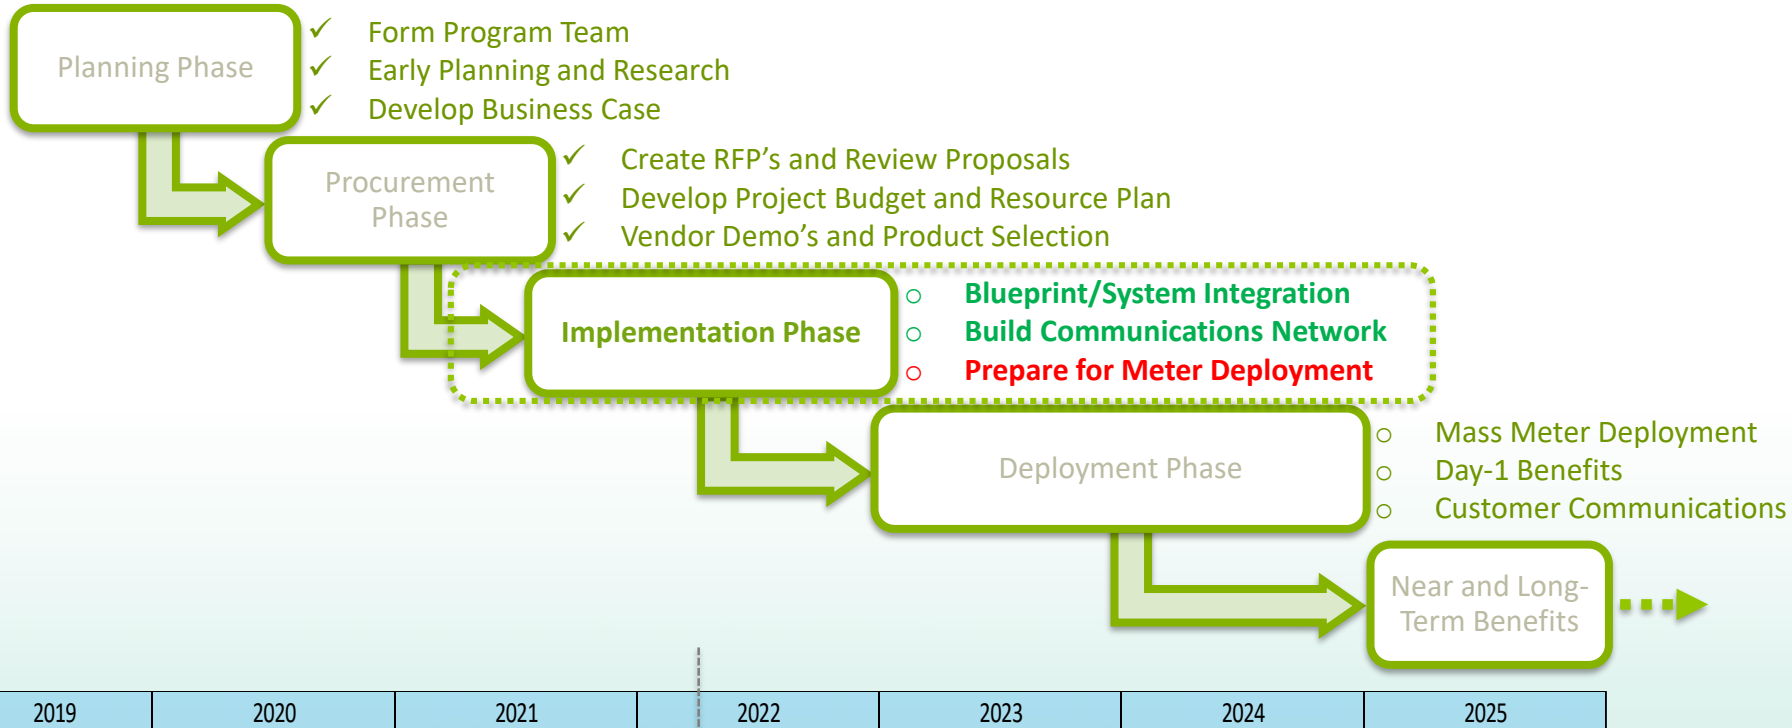 Planning Phase
✓ Form Program Team
✓ Early Planning and Research
✓ Develop Business Case
Procurement
Phase
✓ Create RFP's and Review Proposals
✓ Develop Project Budget and Resource Plan
✓ Vendor Demo's and Product Selection
Implementation Phase
○ Blueprint/System Integration
○ Build Communications Network
○ Prepare for Meter Deployment
Deployment Phase
○ Mass Meter Deployment
○ Day-1 Benefits
○ Customer Communications
Near and Long-
Term Benefits
2019 2020 2021 2022 2023 2024 2025